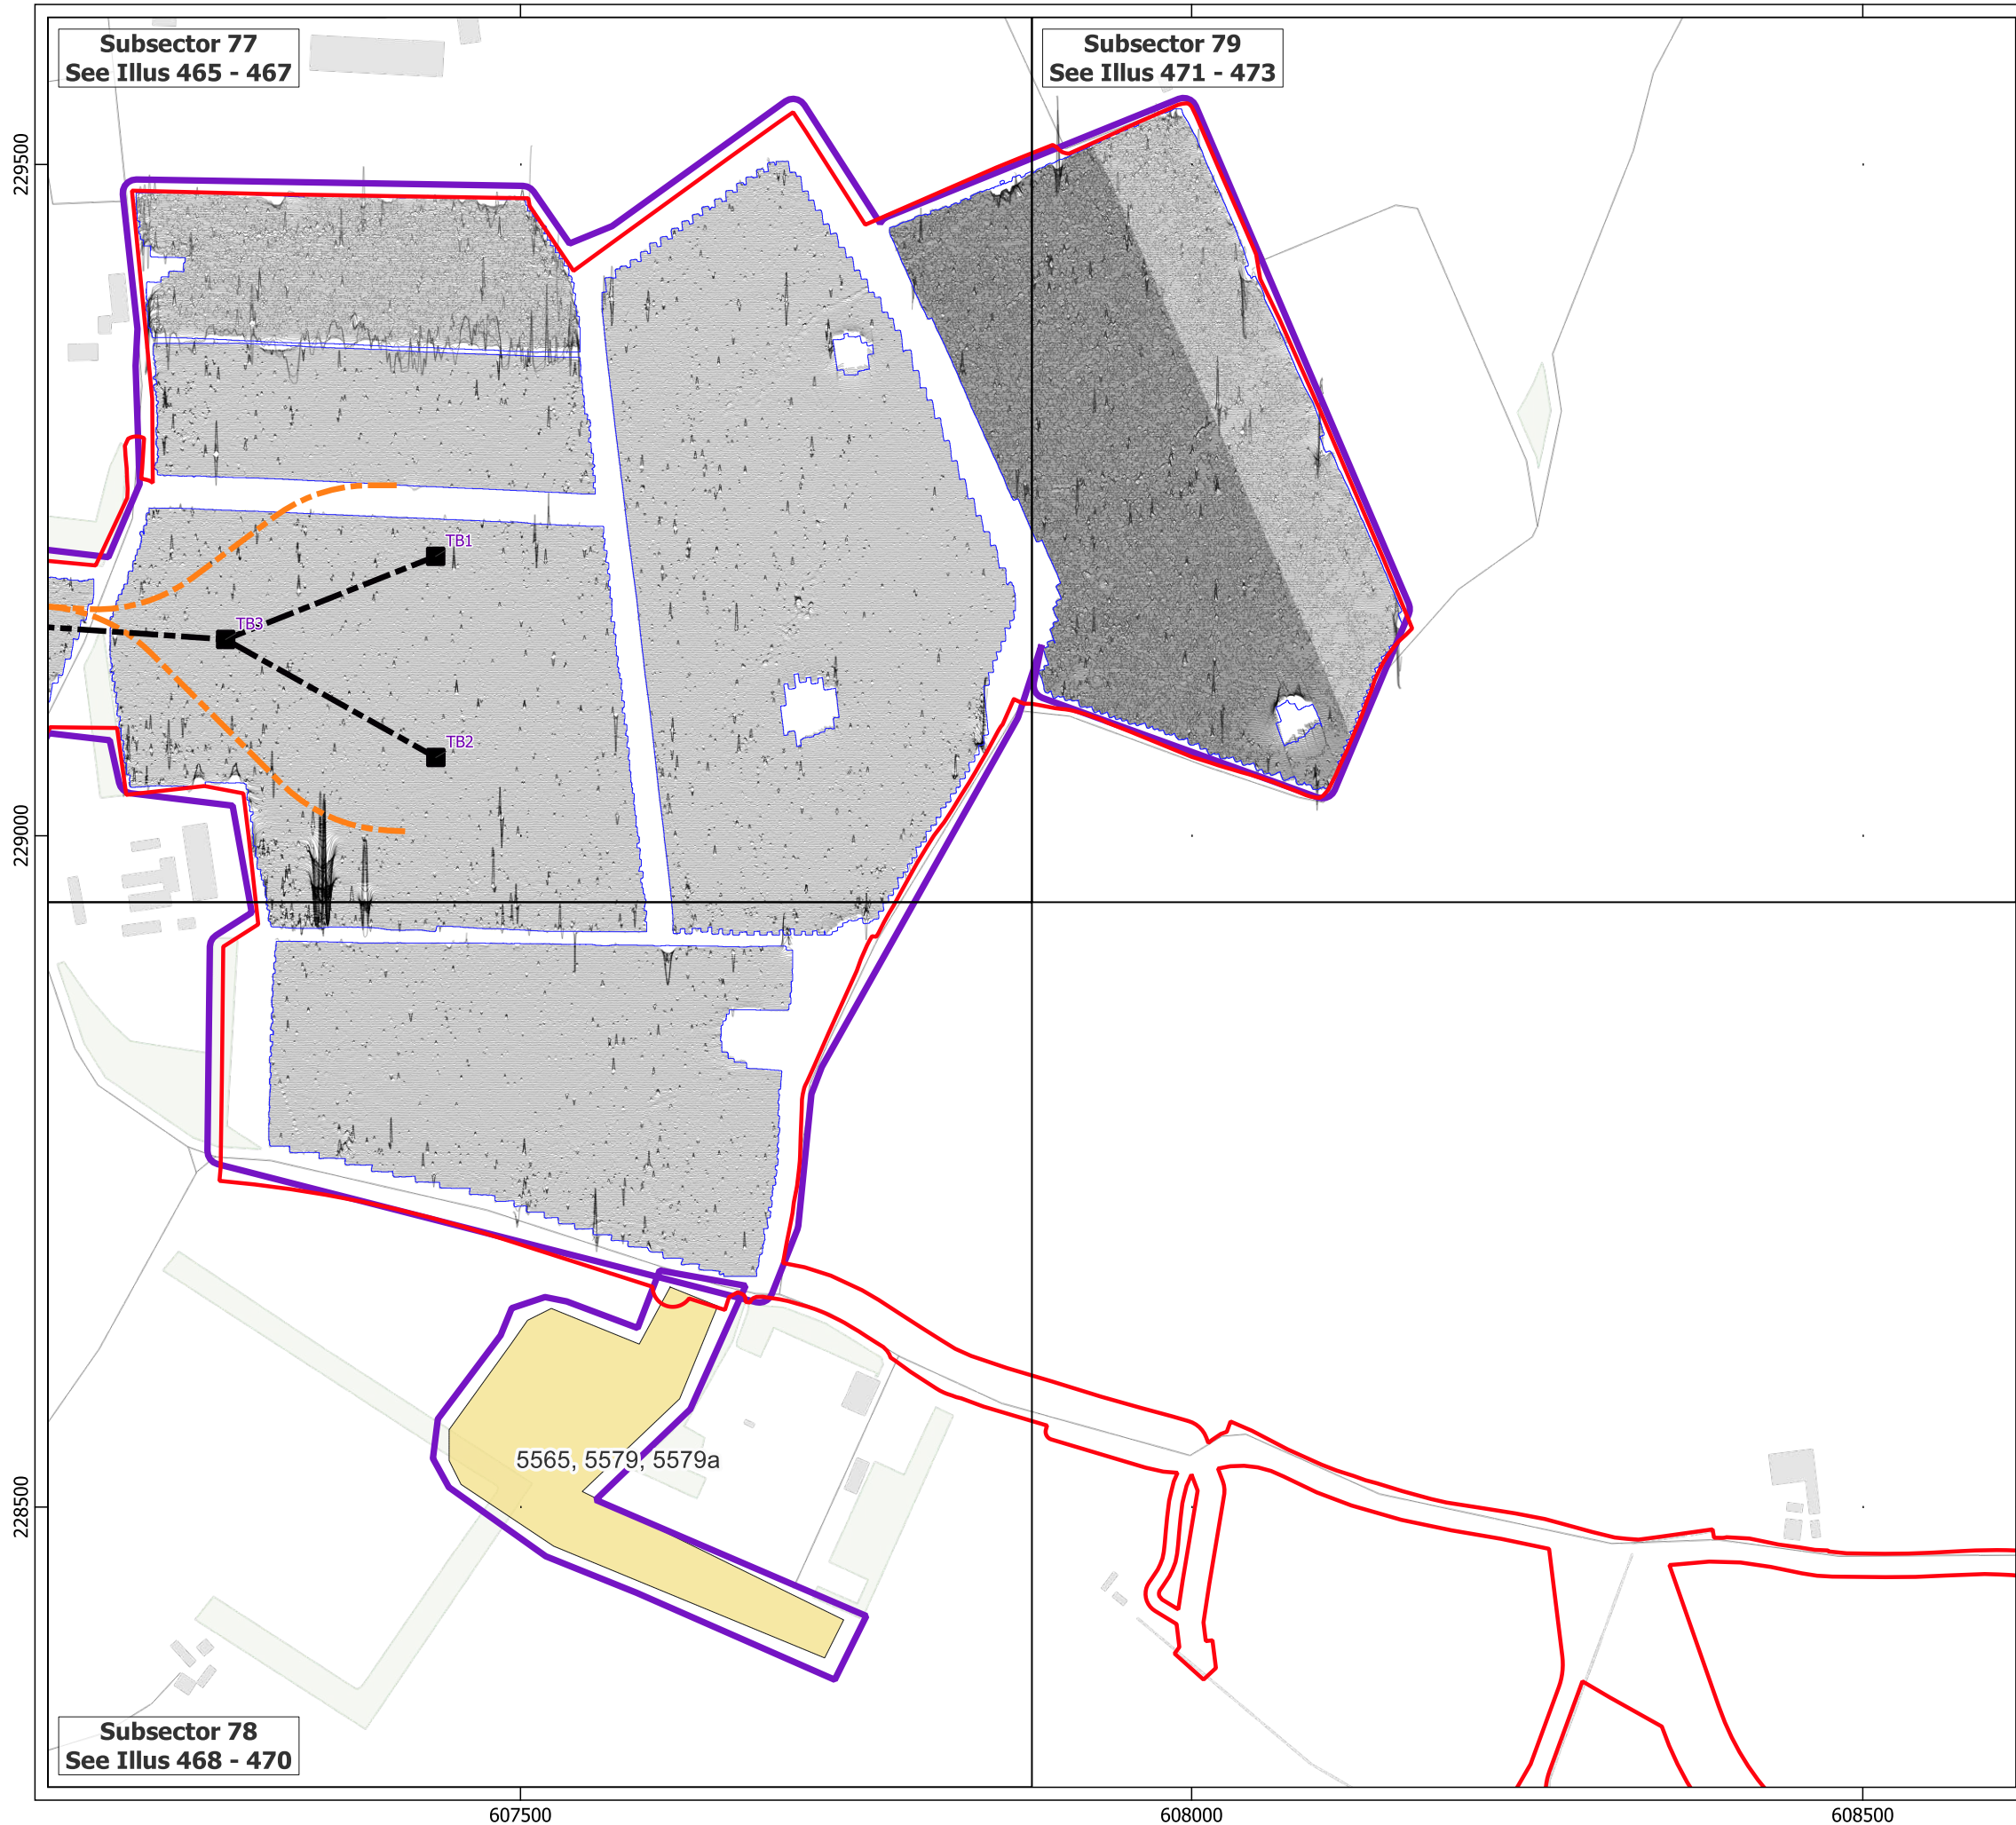 Subsector 77
See Illus 465 - 467
Subsector 79
See Illus 471 - 473
229500
TB1
TB3
TB2
229000
5565, 5579, 5579a
228500
Subsector 78
See Illus 468 - 470
607500
608000
608500